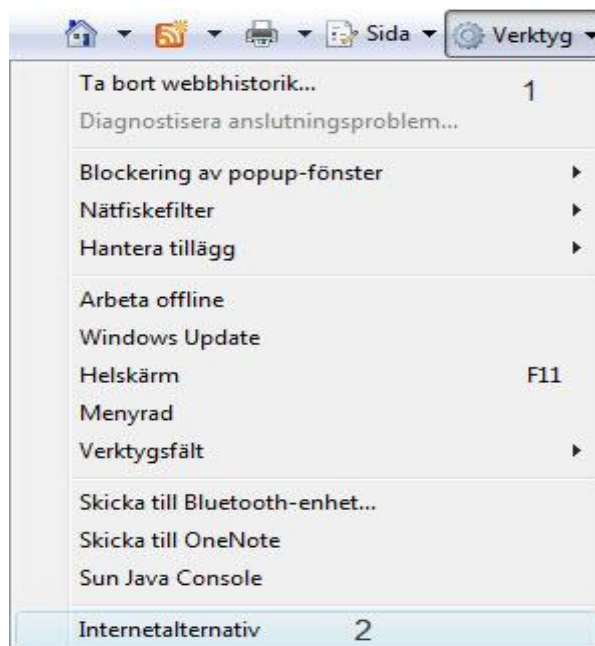 Sida Verktyg
Ta bort webbhistorik... 1
Diagnostisera anslutningsproblem...
Blockering av popup-fönster
Nätfiskefilter
Hantera tillägg
Arbeta offline
Windows Update
Helskärm F11
Menyrad
Verktygsfält
Skicka till Bluetooth-enhet...
Skicka till OneNote
Sun Java Console
Internetalternativ 2